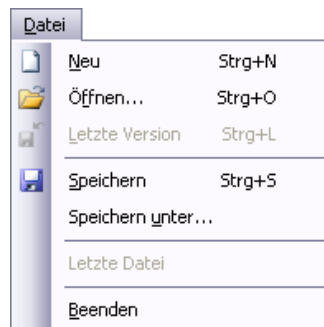 Datei
Neu Strg+N
Öffnen... Strg+O
Letzte Version Strg+L
Speichern Strg+S
Speichern unter...
Letzte Datei
Beenden